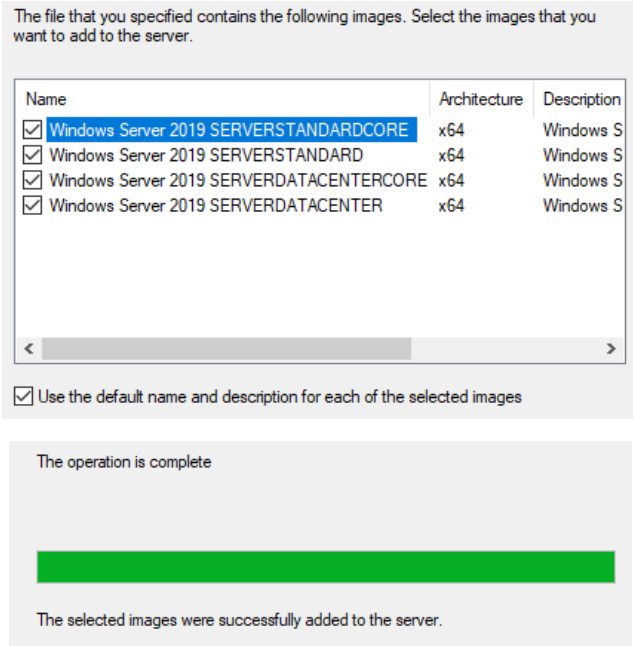 The file that you specified contains the following images. Select the images that you
want to add to the server.
Name Architecture Description
Windows Server 2019 SERVERSTANDARDCORE x64 Windows S
Windows Server 2019 SERVERSTANDARD x64 Windows S
Windows Server 2019 SERVERDATACENTERCORE x64 Windows S
Windows Server 2019 SERVERDATACENTER x64 Windows S
Use the default name and description for each of the selected images
The operation is complete
The selected images were successfully added to the server.